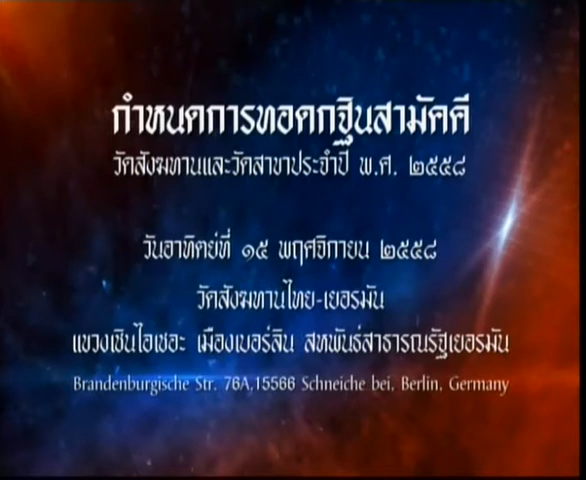 กำหนดการทอดกฐินสามัคคี
วัดสังฆทานและวัดสาขาประจำปี พ.ศ. ๒๕๕๘
วันอาทิตย์ที่ ๑๕ พฤศจิกายน ๒๕๕๘
วัดสังฆทานไทย-เยอรมัน
แขวงเชินไอเชอะ เมืองเบอร์ลิน สหพันธ์สาธารณรัฐเยอรมัน
Brandenburgische Str. 76A,15566 Schneiche bei, Berlin, Germany